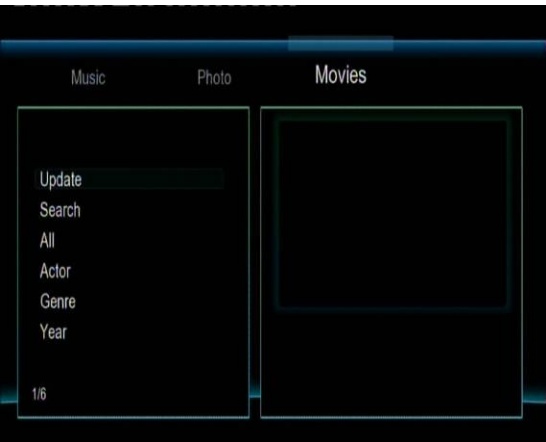 Music Photo Movies
Update
Search
All
Actor
Genre
Year
1/6